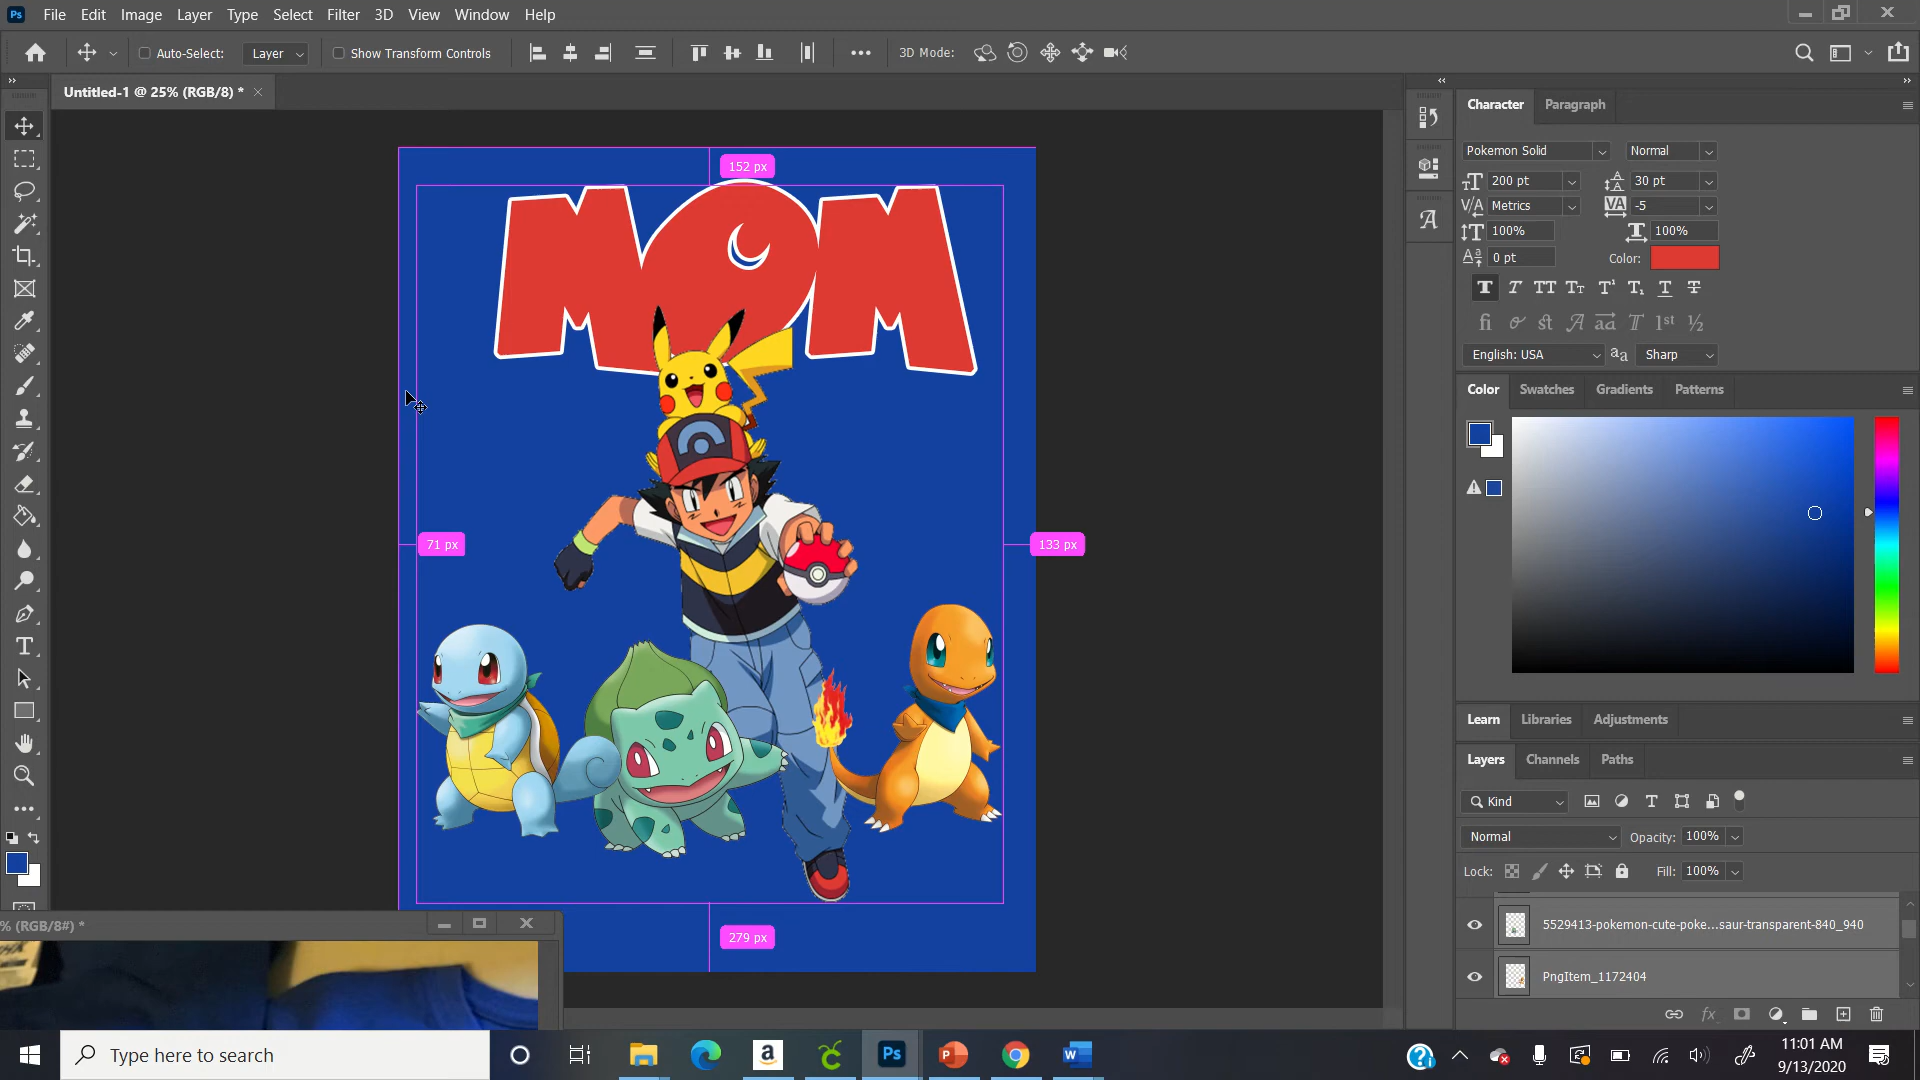 Ps File Edit Image Layer Type Select Filter 3D View Window Help
Auto-Select: Layer Show Transform Controls 3D Mode:
Untitled-1 @ 25% (RGB/8) *
152 px
MOM
71 px
133 px
279 px
% (RGB/8#) *
Character Paragraph
Pokemon Solid Normal
200 pt 30 pt
Metrics -5
100% 100%
0 pt Color:
English: USA Sharp
Color Swatches Gradients Patterns
Learn Libraries Adjustments
Layers Channels Paths
Kind
Normal Opacity: 100%
Lock: Fill: 100%
5529413-pokemon-cute-poke...saur-transparent-840_940
PngItem_1172404
Type here to search
11:01 AM
9/13/2020